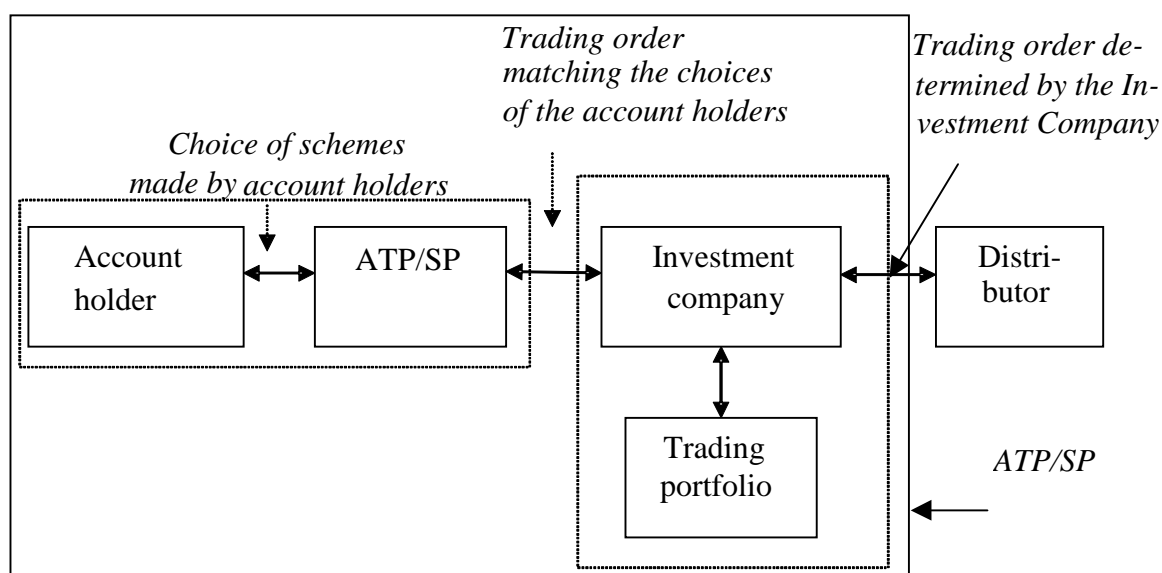 Trading order
matching the choices
of the account holders
Trading order de-
termined by the In-
vestment Company
Choice of schemes
made by account holders
Account
holder
ATP/SP
Investment
company
Distri-
butor
Trading
portfolio
ATP/SP